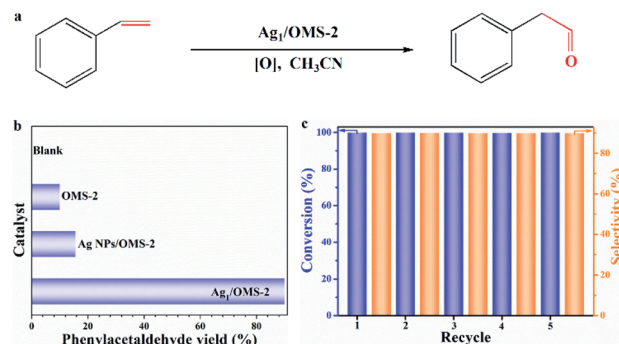 a
Ag₁/OMS-2
[O], CH₃CN
O
b
Catalyst
Blank
OMS-2
Ag NPs/OMS-2
Ag₁/OMS-2
0 20 40 60 80
Phenylacetaldehyde yield (%)
c
Conversion (%)
100
80
60
40
20
0
1 2 3 4 5
Recycle
80
60
40
20
0
Selectivity (%)